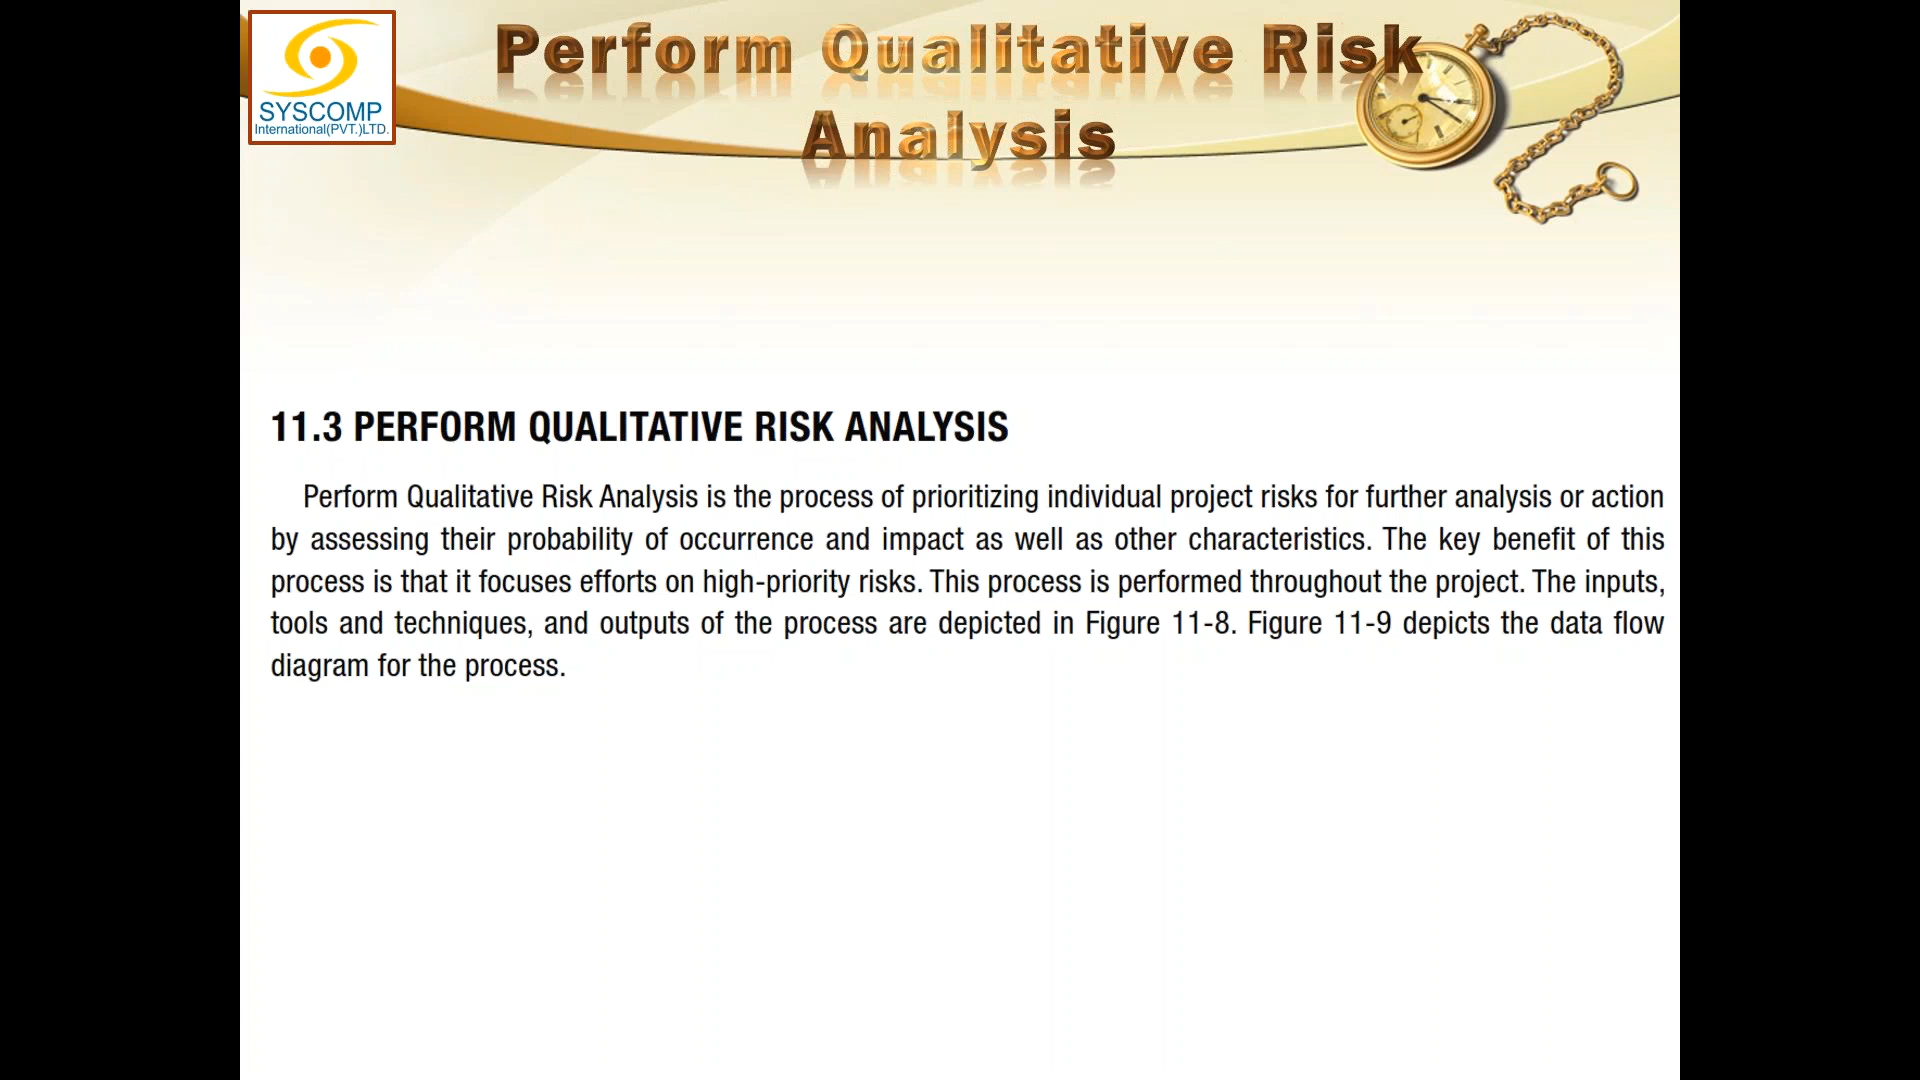 SYSCOMP
International(PVT.)LTD.
Perform Qualitative Risk
Analysis
11.3 PERFORM QUALITATIVE RISK ANALYSIS
Perform Qualitative Risk Analysis is the process of prioritizing individual project risks for further analysis or action
by assessing their probability of occurrence and impact as well as other characteristics. The key benefit of this
process is that it focuses efforts on high-priority risks. This process is performed throughout the project. The inputs,
tools and techniques, and outputs of the process are depicted in Figure 11-8. Figure 11-9 depicts the data flow
diagram for the process.